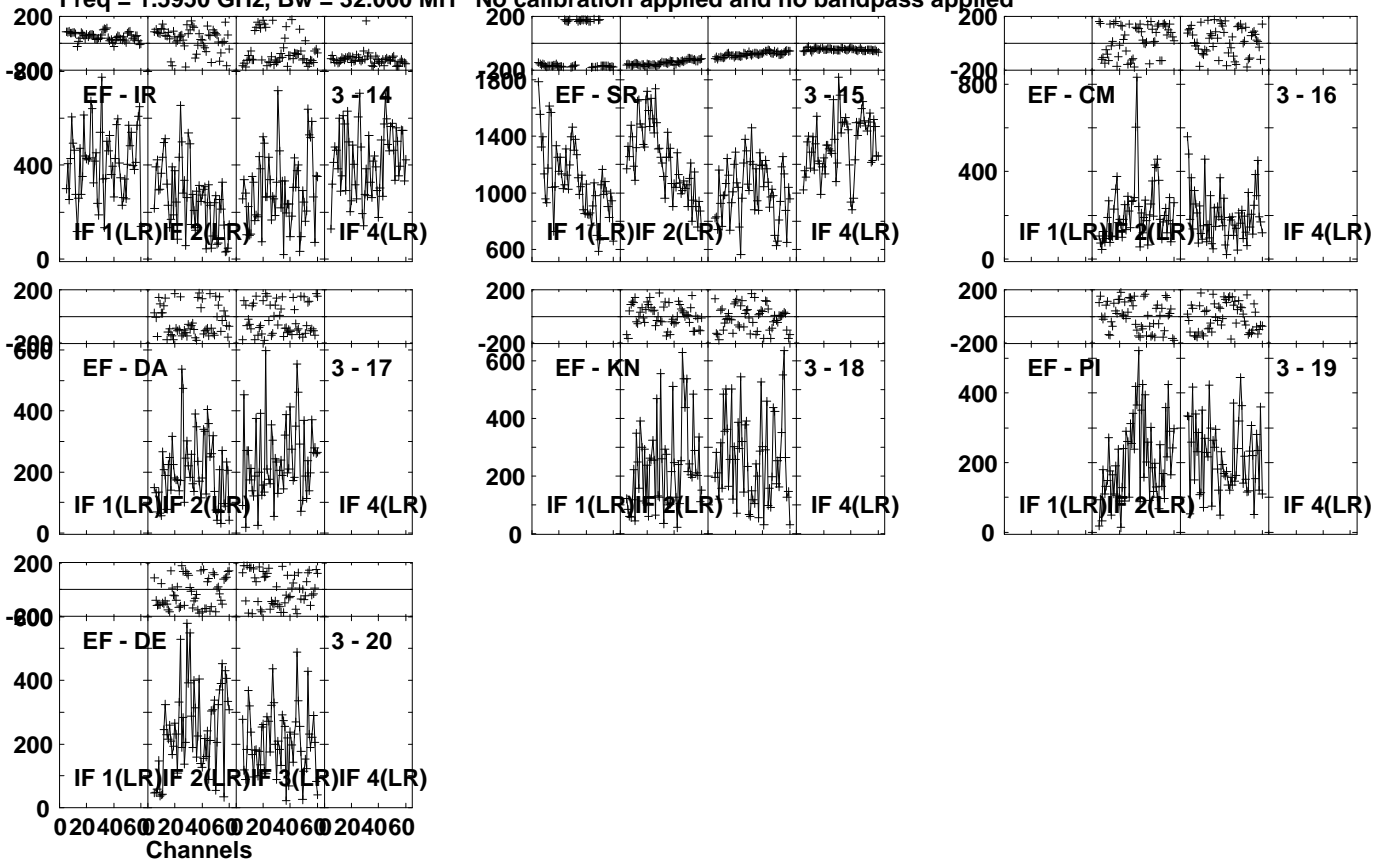 Freq = 1.5950 GHz, Bw = 32.000 MH No calibration applied and no bandpass applied
200
-200
800
EF - IR 3 - 14
400
0
IF 1(LR) IF 2(LR) IF 4(LR)
200
-200
1800
EF - SR 3 - 15
1400
1000
600
IF 1(LR) IF 2(LR) IF 4(LR)
200
-200
800
EF - CM 3 - 16
400
0
IF 1(LR) IF 2(LR) IF 4(LR)
200
-200
600
EF - DA 3 - 17
400
200
0
IF 1(LR) IF 2(LR) IF 4(LR)
200
-200
600
EF - KN 3 - 18
400
200
0
IF 1(LR) IF 2(LR) IF 4(LR)
200
-200
EF - PI 3 - 19
400
200
0
IF 1(LR) IF 2(LR) IF 4(LR)
200
-200
600
EF - DE 3 - 20
400
200
0
IF 1(LR) IF 2(LR) IF 3(LR) IF 4(LR)
0 20 40 60 0 20 40 60 0 20 40 60 0 20 40 60
Channels